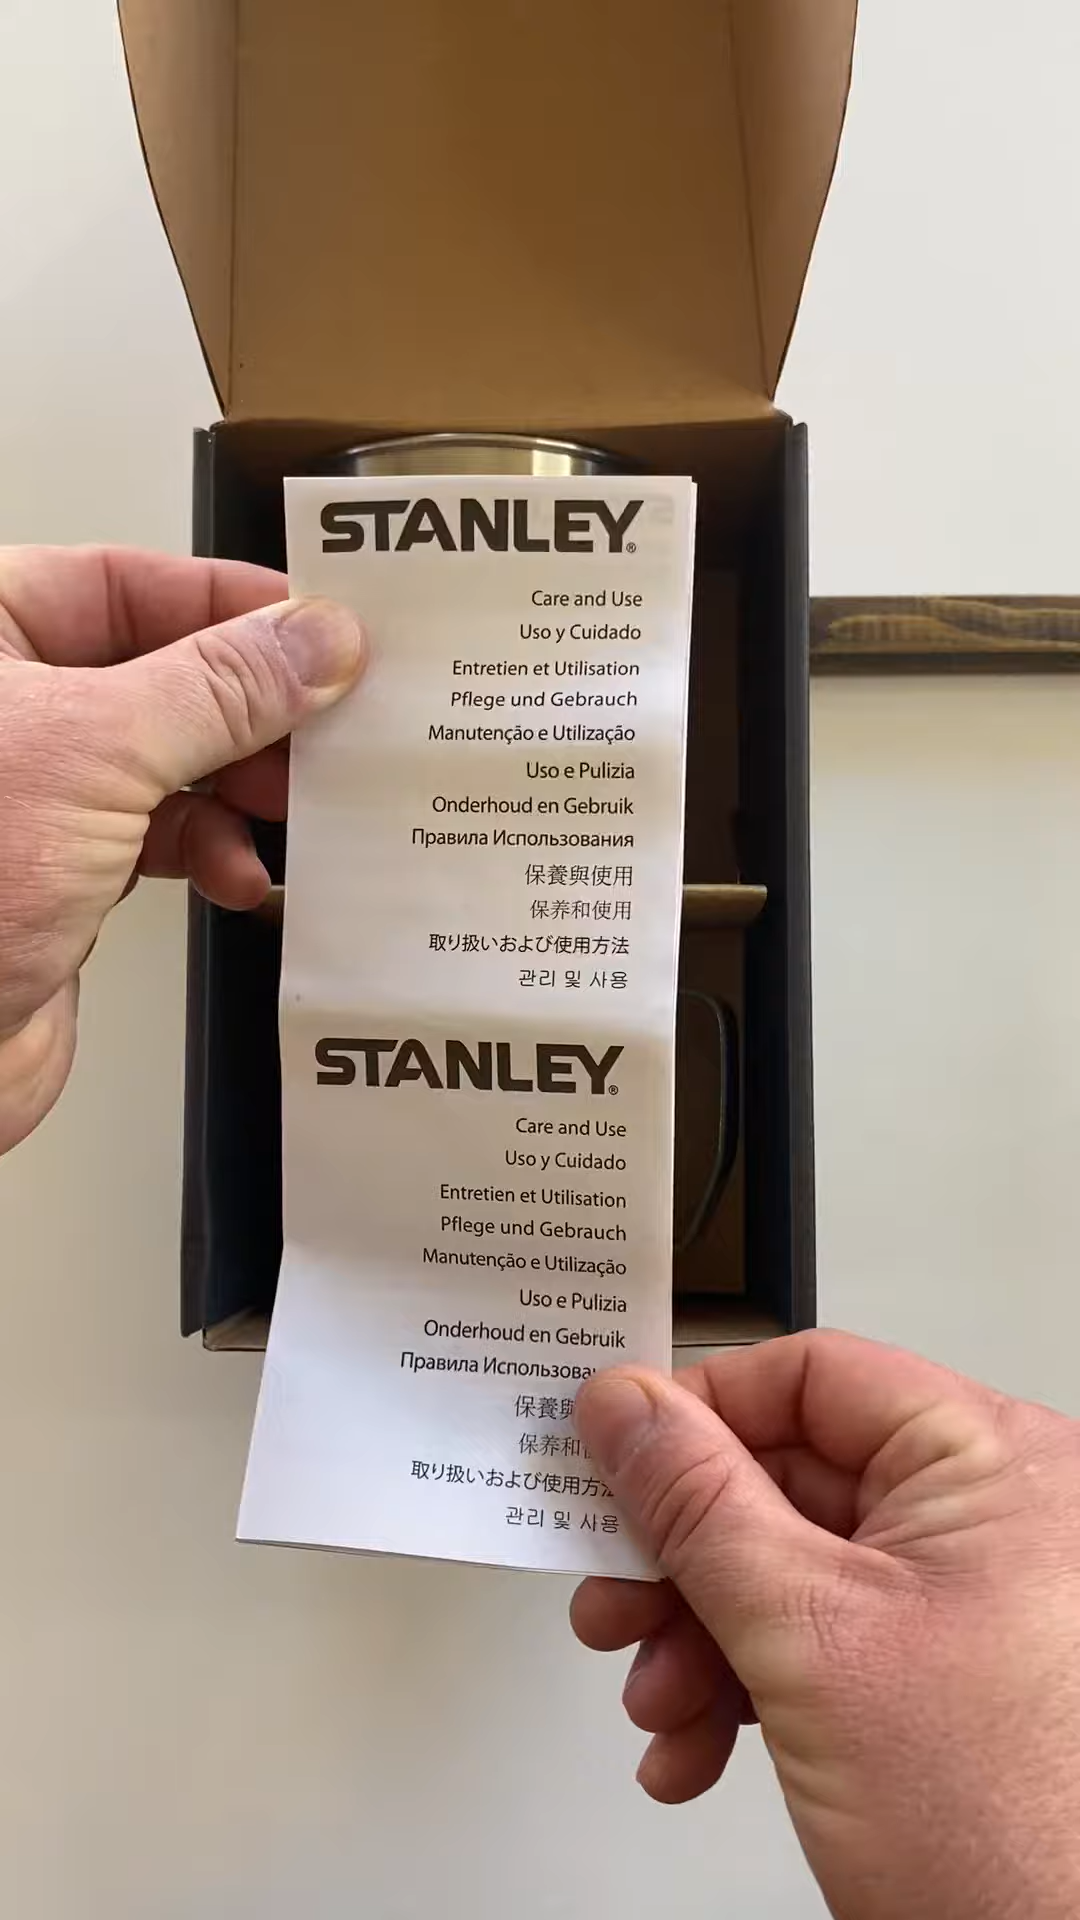 STANLEY®
Care and Use
Uso y Cuidado
Entretien et Utilisation
Pflege und Gebrauch
Manutenção e Utilização
Uso e Pulizia
Onderhoud en Gebruik
Правила Использования
保養與使用
保养和使用
取り扱いおよび使用方法
관리 및 사용
STANLEY®
Care and Use
Uso y Cuidado
Entretien et Utilisation
Pflege und Gebrauch
Manutenção e Utilização
Uso e Pulizia
Onderhoud en Gebruik
Правила
保養
保养和
取り扱いおよび使用方
관리 및 사용